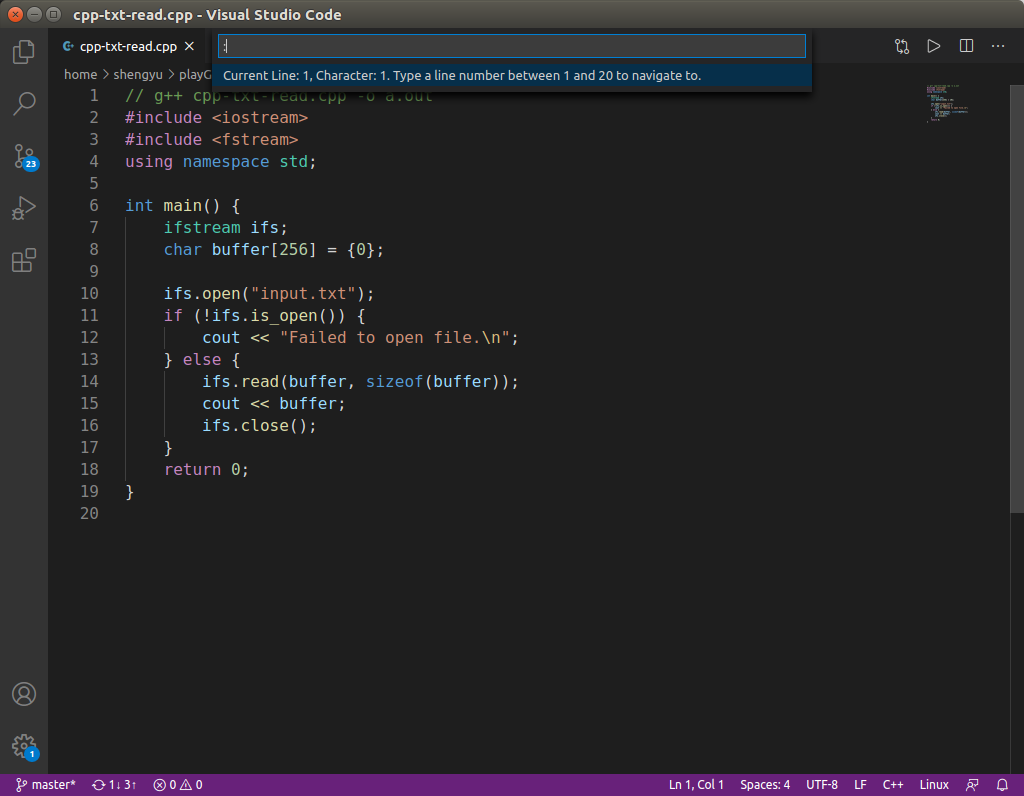 cpp-txt-read.cpp - Visual Studio Code
cpp-txt-read.cpp
:
home > shengyu > playG
Current Line: 1, Character: 1. Type a line number between 1 and 20 to navigate to.
1 // g++ cpp-txt-read.cpp -o a.out
2 #include <iostream>
3 #include <fstream>
4 using namespace std;
5
6 int main() {
7     ifstream ifs;
8     char buffer[256] = {0};
9
10     ifs.open("input.txt");
11     if (!ifs.is_open()) {
12         cout << "Failed to open file.\n";
13     } else {
14         ifs.read(buffer, sizeof(buffer));
15         cout << buffer;
16         ifs.close();
17     }
18     return 0;
19 }
20
23
1
master* 1↓ 3↑ 0 0 Ln 1, Col 1 Spaces: 4 UTF-8 LF C++ Linux